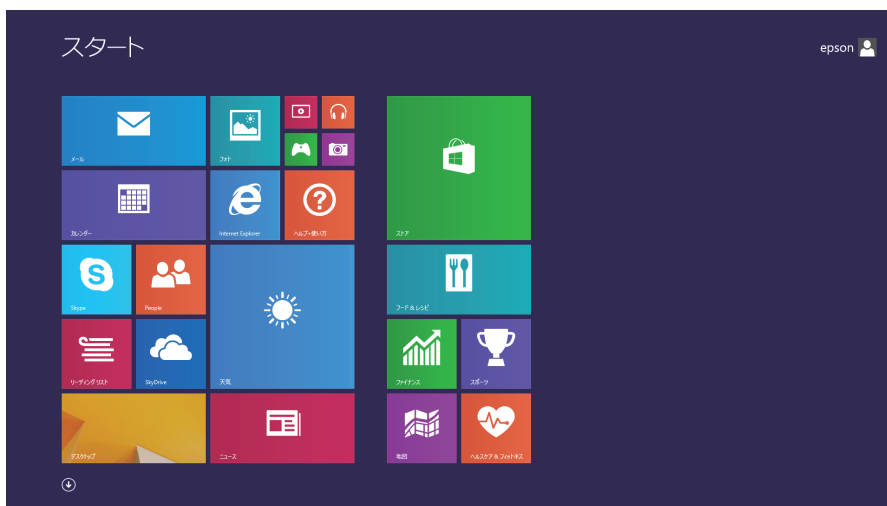 スタート
epson
メール
フォト
カレンダー
Internet Explorer
ヘルプ+使い方
ストア
Skype
People
天気
フード & レシピ
リーディング リスト
SkyDrive
ファイナンス
スポーツ
デスクトップ
ニュース
地図
ヘルスケア & フィットネス